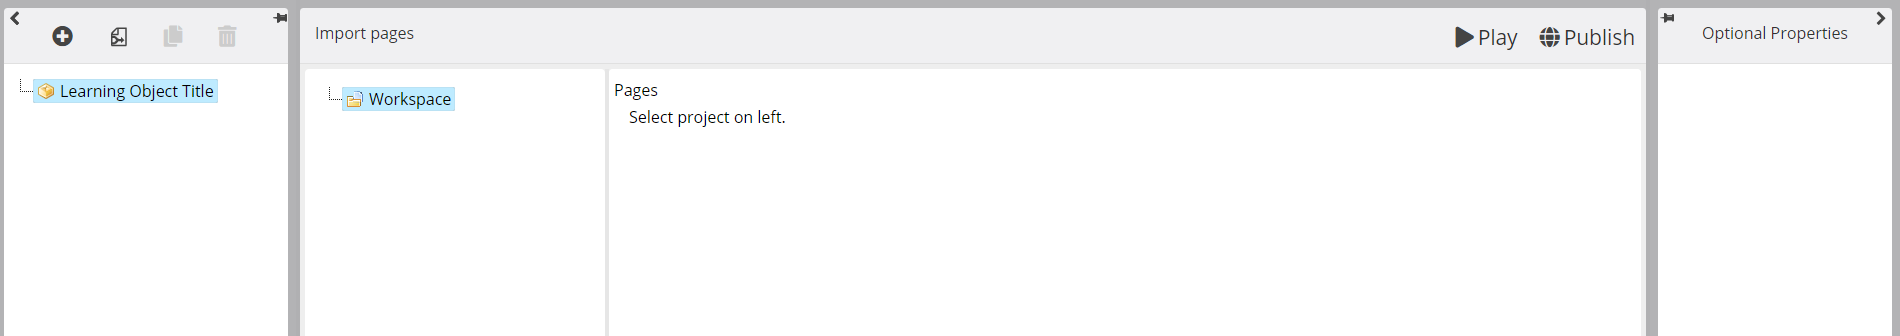 Import pages
Play
Publish
Optional Properties
Learning Object Title
Workspace
Pages
Select project on left.